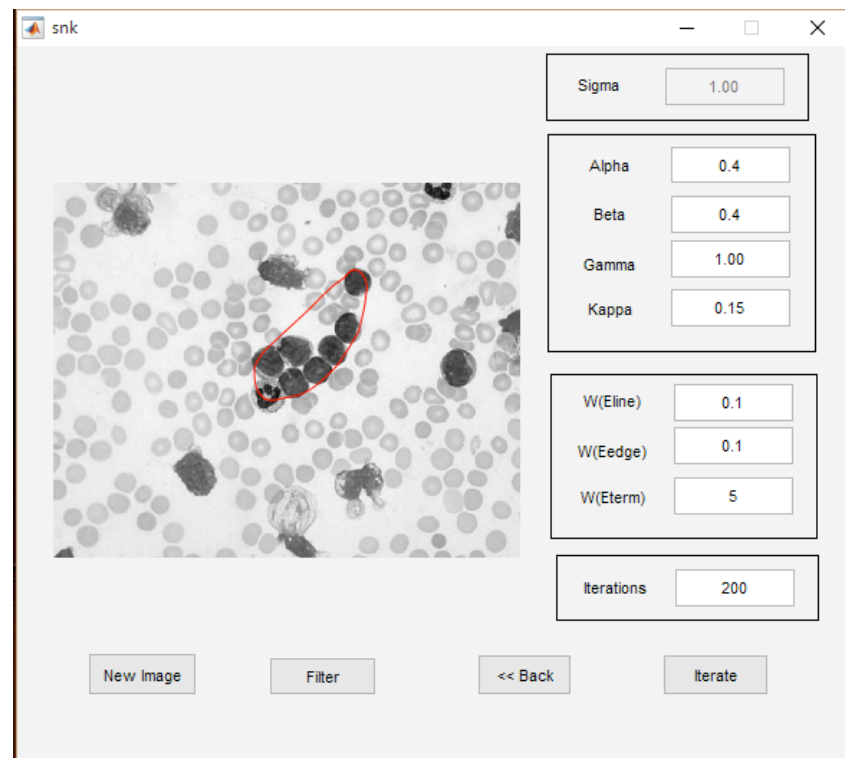 snk
Sigma 1.00
Alpha 0.4
Beta 0.4
Gamma 1.00
Kappa 0.15
W(Eline) 0.1
W(Eedge) 0.1
W(Eterm) 5
Iterations 200
New Image Filter << Back Iterate